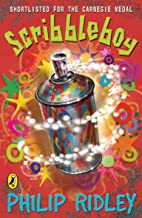 SHORTLISTED FOR THE CARNEGIE MEDAL
Scribbleboy
PHILIP RIDLEY